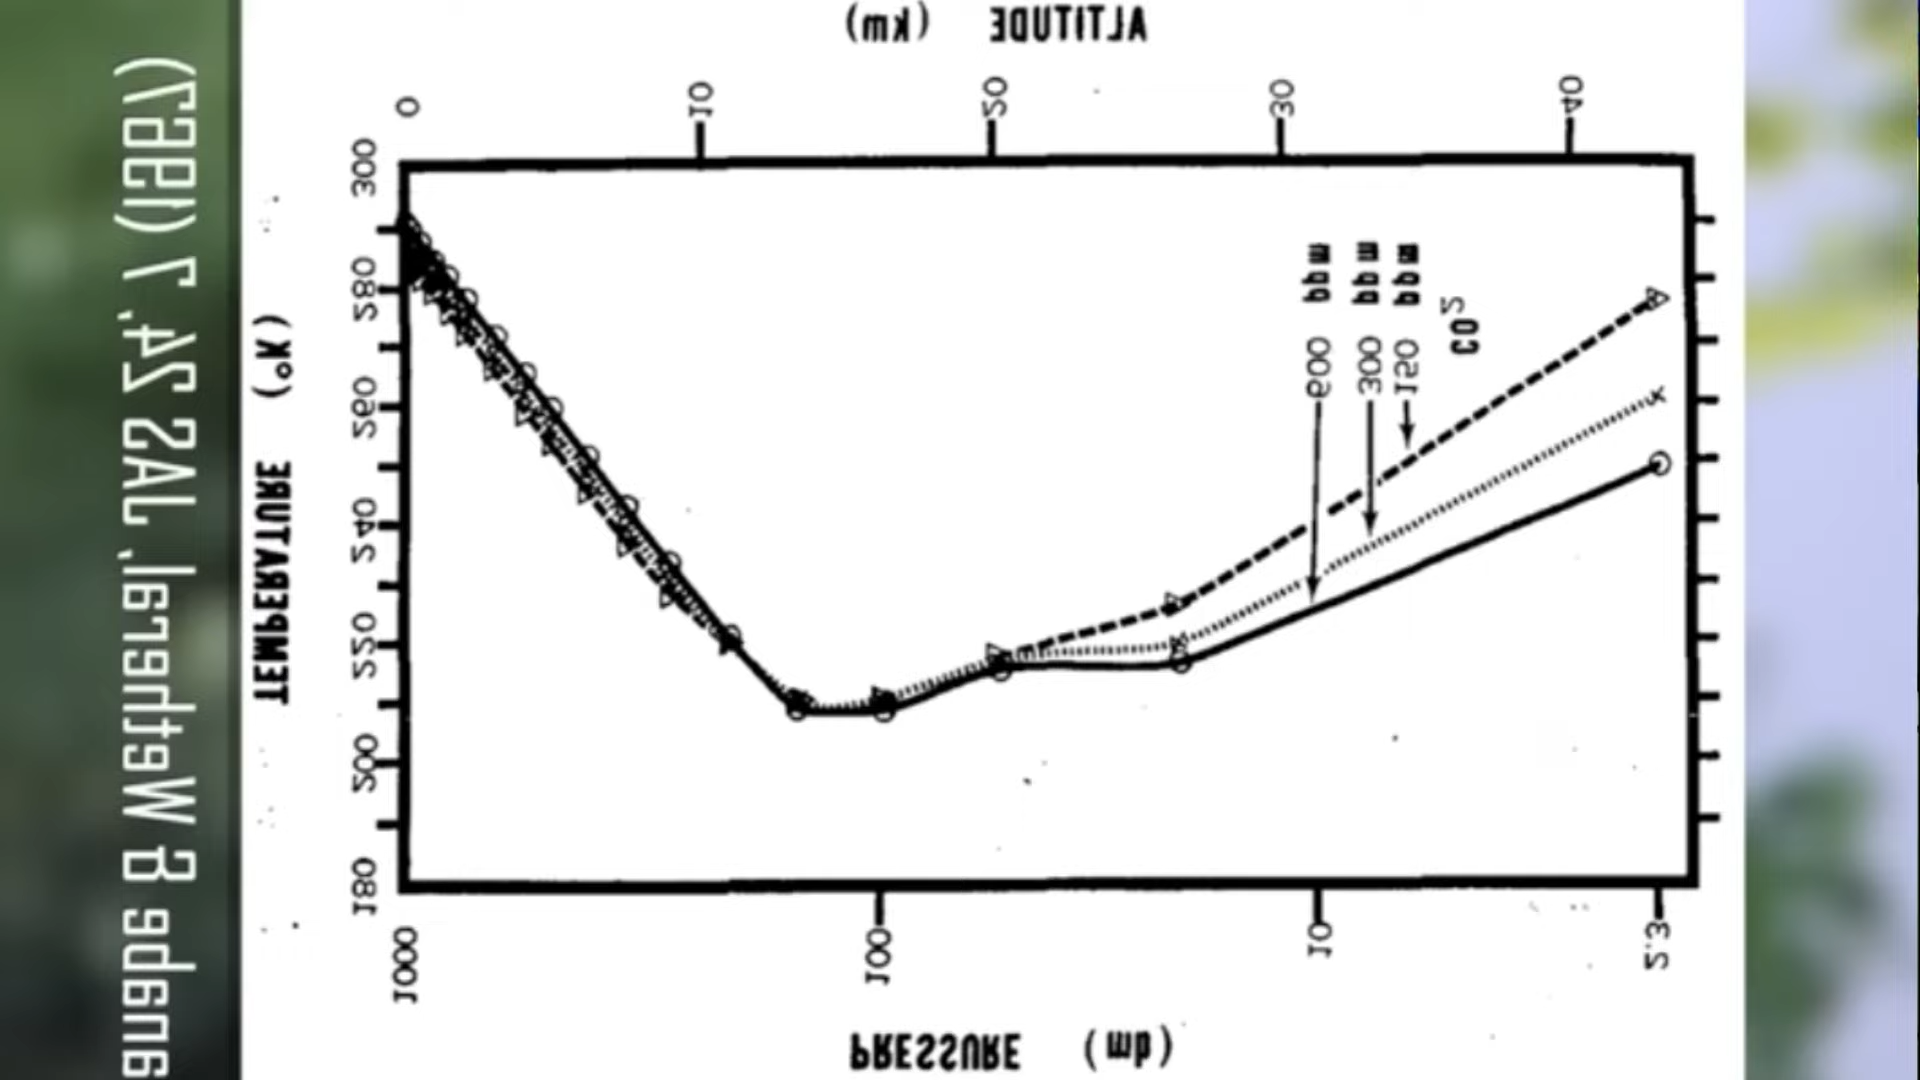 anabe & Wetherald, JAS 24, 7 (1967)
ALTITUDE (km)
0 10 20 30 40
TEMPERATURE (°K)
300
280
260
240
220
200
180
600 ppm
300 ppm
150 ppm
CO2
1000 100 10 2.3
PRESSURE (mb)